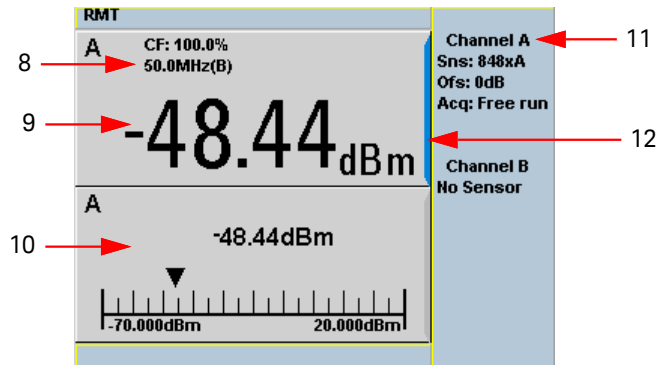 RMT
A
CF: 100.0%
50.0MHz(B)
-48.44dBm
A
-48.44dBm
-70.000dBm
20.000dBm
Channel A
Sns: 848xA
Ofs: 0dB
Acq: Free run
Channel B
No Sensor
8
9
10
11
12